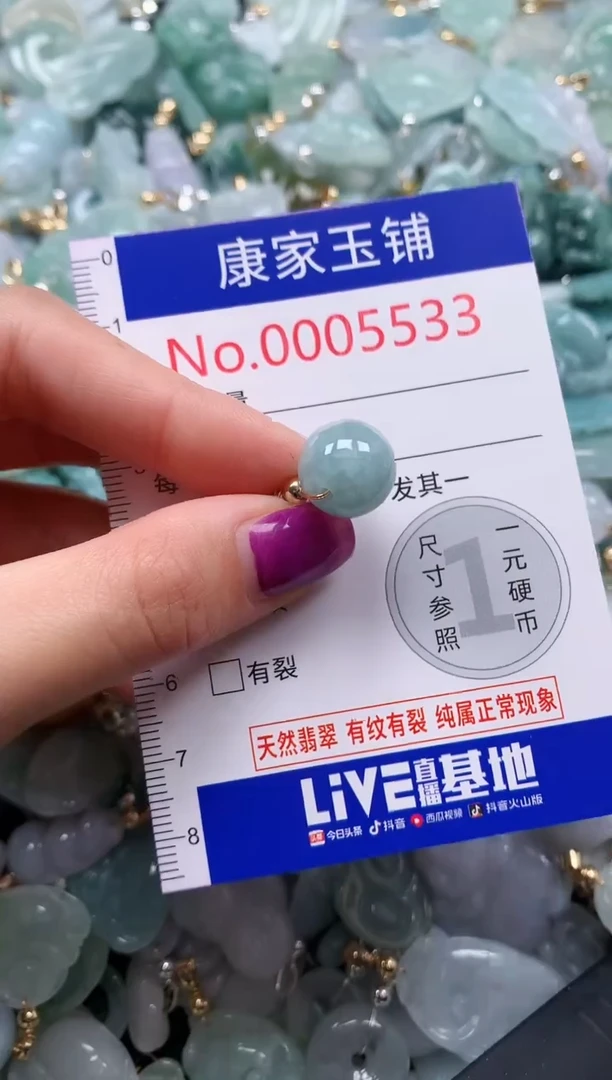 康家玉铺
No.0005533
0
1
每
发其一
尺寸参照
1
一元硬币
6
有裂
天然翡翠 有纹有裂 纯属正常现象
7
LiVE直播基地
8
今日头条 抖音 西瓜视频 抖音火山版